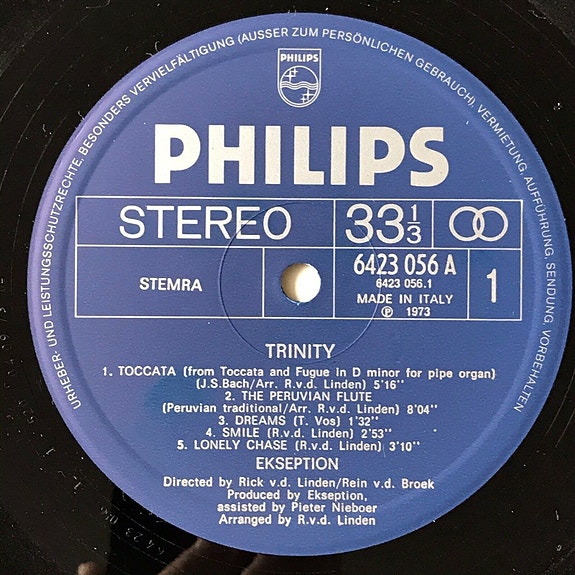 URHEBER- UND LEISTUNGSSCHUTZRECHTE, BESONDERS VERVIELFÄLTIGUNG (AUSSER ZUM PERSÖNLICHEN GEBRAUCH), VERMIETUNG, AUFFÜHRUNG, SENDUNG, VORBEHALTEN
PHILIPS
PHILIPS
STEREO 33 1/3
STEMRA 6423 056 A 1
6423 056.1
MADE IN ITALY
Ⓟ 1973
TRINITY
1. TOCCATA (from Toccata and Fugue in D minor for pipe organ)
(J.S.Bach/Arr. R.v.d. Linden) 5'16''
2. THE PERUVIAN FLUTE
(Peruvian traditional/Arr. R.v.d. Linden) 8'04''
3. DREAMS (T. Vos) 1'32''
4. SMILE (R.v.d. Linden) 2'53''
5. LONELY CHASE (R.v.d. Linden) 3'10''
EKSEPTION
Directed by Rick v.d. Linden/Rein v.d. Broek
Produced by Ekseption,
assisted by Pieter Nieboer
Arranged by R.v.d. Linden